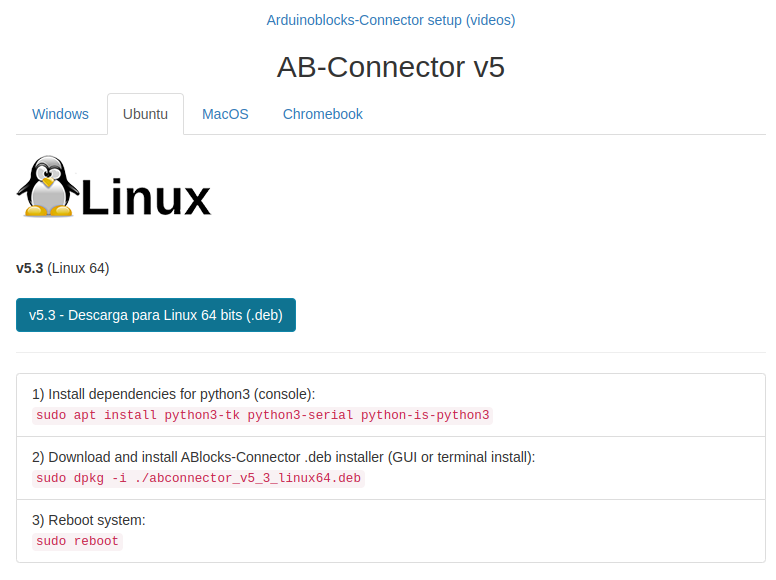 Arduinoblocks-Connector setup (videos)
AB-Connector v5
Windows
Ubuntu
MacOS
Chromebook
Linux
v5.3 (Linux 64)
v5.3 - Descarga para Linux 64 bits (.deb)
1) Install dependencies for python3 (console):
sudo apt install python3-tk python3-serial python-is-python3
2) Download and install ABlocks-Connector .deb installer (GUI or terminal install):
sudo dpkg -i ./abconnector_v5_3_linux64.deb
3) Reboot system:
sudo reboot